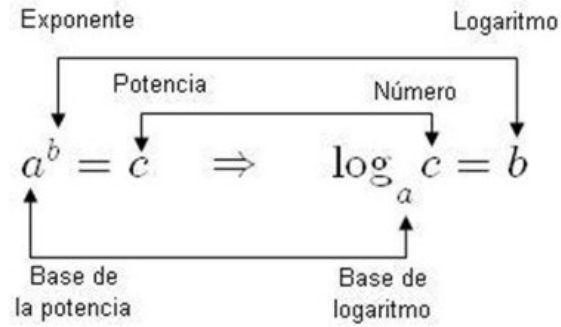 Exponente Logaritmo
Potencia Número
a^b = c ⇒ log_a c = b
Base de Base de
la potencia logaritmo